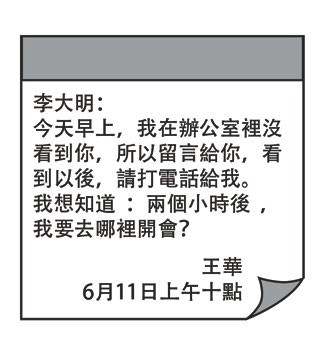 李大明：
今天早上，我在辦公室裡沒
看到你，所以留言給你，看
到以後，請打電話給我。
我想知道：兩個小時後，
我要去哪裡開會？
王華
6月11日上午十點